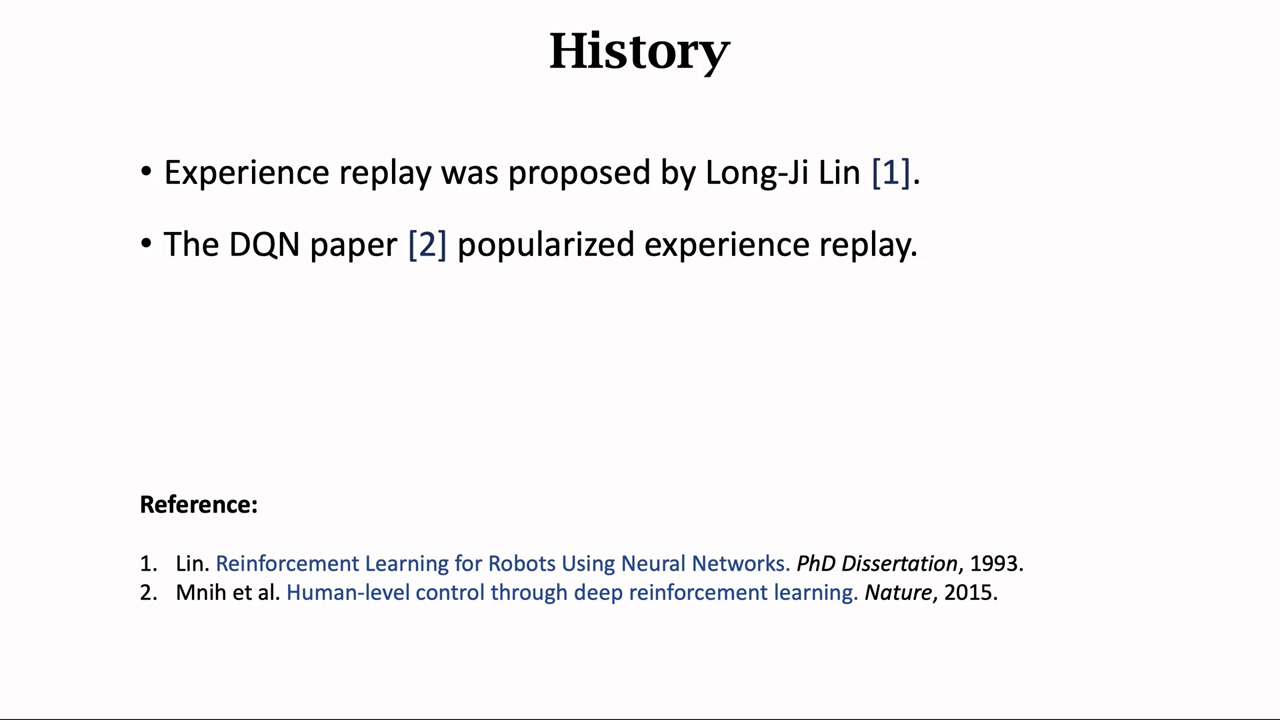 History
• Experience replay was proposed by Long-Ji Lin [1].
• The DQN paper [2] popularized experience replay.
Reference:
1. Lin. Reinforcement Learning for Robots Using Neural Networks. PhD Dissertation, 1993.
2. Mnih et al. Human-level control through deep reinforcement learning. Nature, 2015.